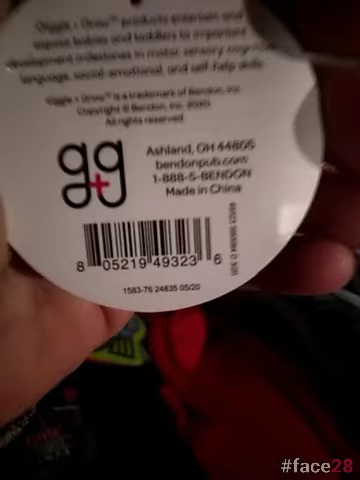 Giggle + Grow™ products entertain and
expose babies and toddlers to important
development milestones in motor, sensory, cognitive,
language, social-emotional, and self-help skills.
Giggle + Grow™ is a trademark of Bendon, Inc.
Copyright © Bendon, Inc. 2020
All rights reserved.
g+g
Ashland, OH 44805
bendonpub.com
1-888-5-BENDON
Made in China
8 05219 49323 6
1583-76 24835 05/20
#face28